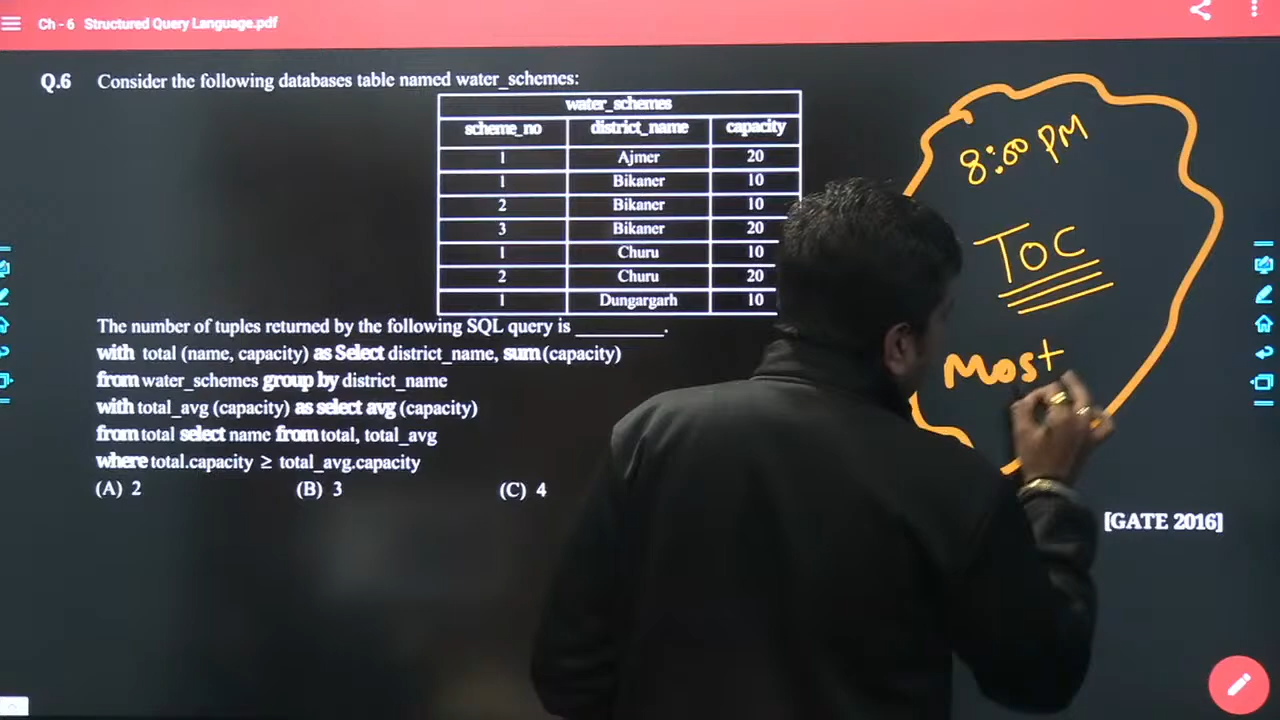 Ch - 6 Structured Query Language.pdf
Q.6 Consider the following databases table named water_schemes:
water_schemes
scheme_no district_name capacity
1 Ajmer 20
1 Bikaner 10
2 Bikaner 10
3 Bikaner 20
1 Churu 10
2 Churu 20
1 Dungargarh 10
The number of tuples returned by the following SQL query is _________.
with total (name, capacity) as Select district_name, sum (capacity)
from water_schemes group by district_name
with total_avg (capacity) as select avg (capacity)
from total select name from total, total_avg
where total.capacity ≥ total_avg.capacity
(A) 2 (B) 3 (C) 4
[GATE 2016]
8:00 PM
TOC
Most